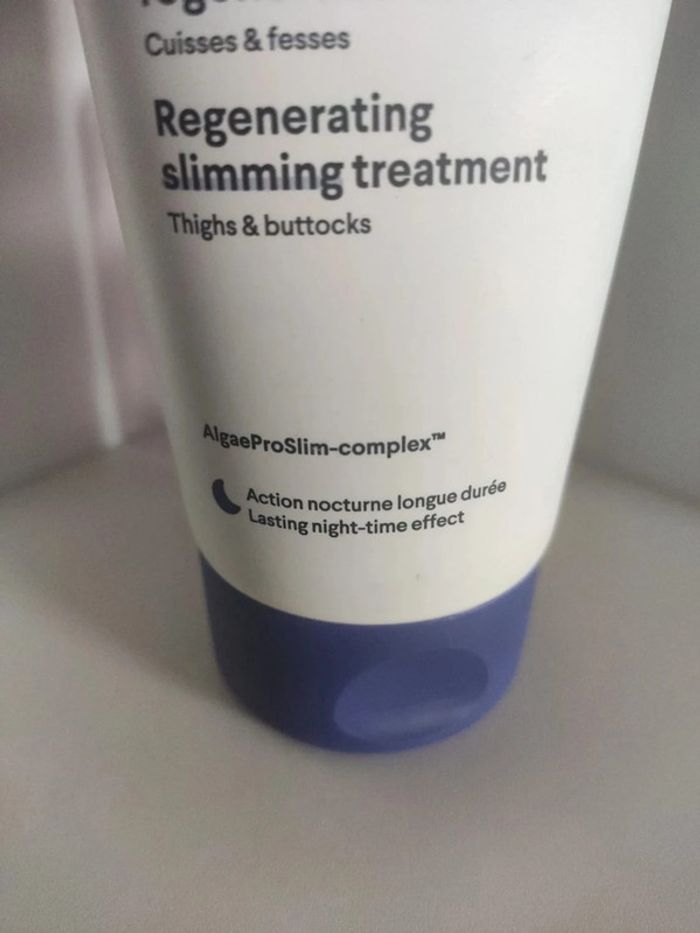 Cuisses & fesses
Regenerating
slimming treatment
Thighs & buttocks
AlgaeProSlim-complex™
Action nocturne longue durée
Lasting night-time effect